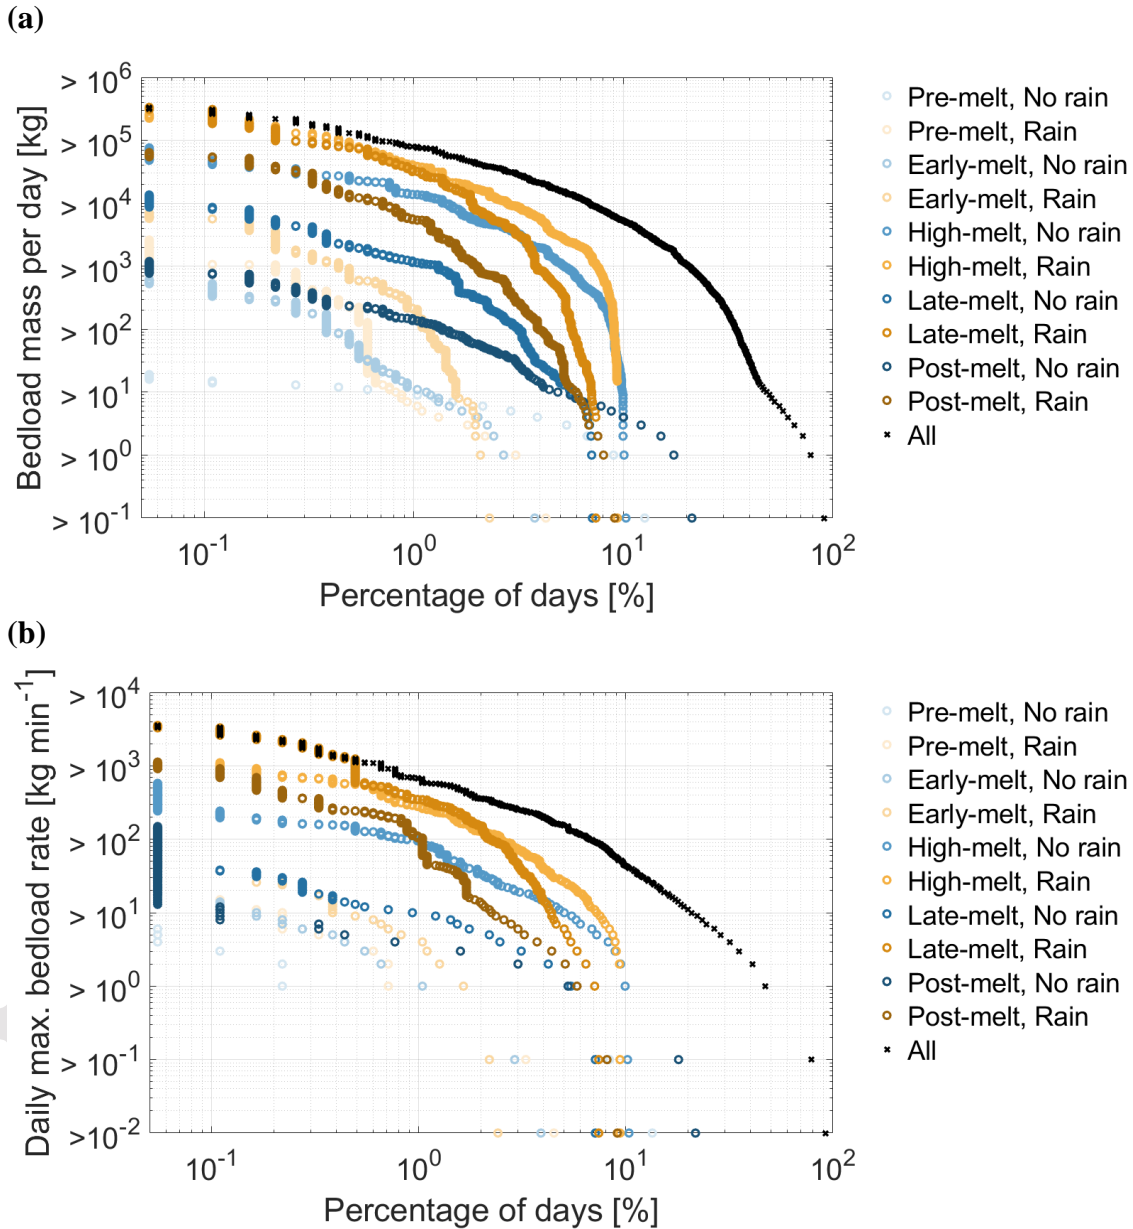 (a)
Bedload mass per day [kg]
> 10^6
> 10^5
> 10^4
> 10^3
> 10^2
> 10^1
> 10^0
> 10^-1
10^-1 10^0 10^1 10^2
Percentage of days [%]
Pre-melt, No rain
Pre-melt, Rain
Early-melt, No rain
Early-melt, Rain
High-melt, No rain
High-melt, Rain
Late-melt, No rain
Late-melt, Rain
Post-melt, No rain
Post-melt, Rain
All
(b)
Daily max. bedload rate [kg min^-1]
> 10^4
> 10^3
> 10^2
> 10^1
> 10^0
> 10^-1
>10^-2
10^-1 10^0 10^1 10^2
Percentage of days [%]
Pre-melt, No rain
Pre-melt, Rain
Early-melt, No rain
Early-melt, Rain
High-melt, No rain
High-melt, Rain
Late-melt, No rain
Late-melt, Rain
Post-melt, No rain
Post-melt, Rain
All